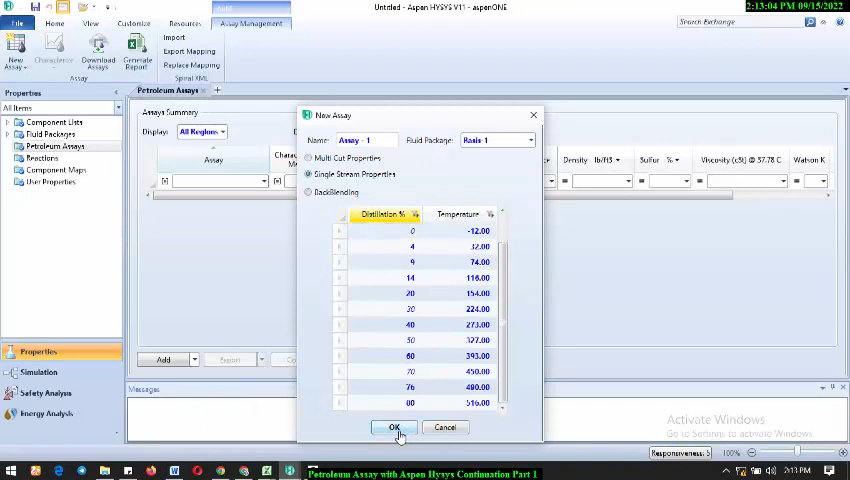 Untitled - Aspen HYSYS V11 - aspenONE
2:13:04 PM 09/15/2022
File
Home
View
Customize
Resources
Assay Management
Search Exchange
New Assay
Characterize
Download Assays
Generate Report
Import
Export Mapping
Replace Mapping
Assay
Spiral XML
Properties
All Items
Component Lists
Fluid Packages
Petroleum Assays
Reactions
Component Maps
User Properties
Petroleum Assays
Assays Summary
Display: All Regions
Assay
Density lb/ft3
Sulfur %
Viscosity (cSt) @ 37.78 C
Watson K
New Assay
Name: Assay - 1
Fluid Package: Basis-1
Multi Cut Properties
Single Stream Properties
BackBlending
Distillation % Temperature
0 -12.00
4 32.00
9 74.00
14 116.00
20 154.00
30 224.00
40 273.00
50 327.00
60 393.00
70 450.00
76 490.00
80 516.00
OK
Cancel
Add
Export
Properties
Simulation
Safety Analysis
Energy Analysis
Messages
Activate Windows
Go to Settings to activate Windows.
Responsiveness: 5
100%
Petroleum Assay with Aspen Hysys Continuation Part 1
2:13 PM